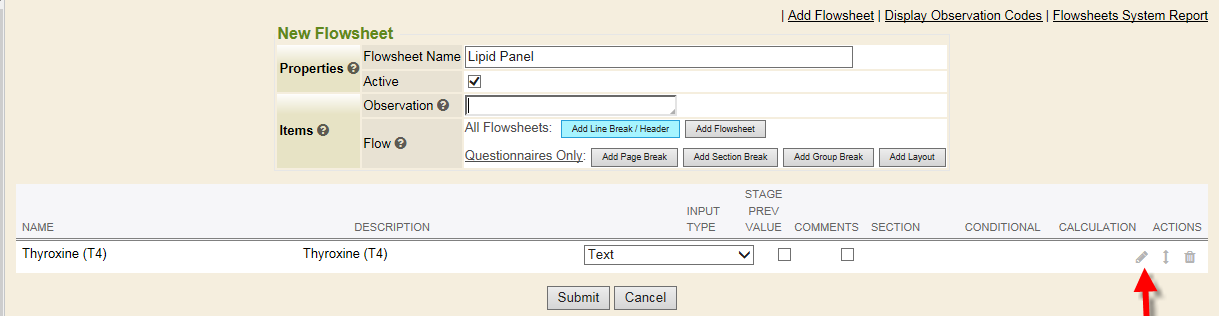 | Add Flowsheet | Display Observation Codes | Flowsheets System Report
New Flowsheet
Properties
Flowsheet Name
Lipid Panel
Active
Items
Observation
Flow
All Flowsheets: Add Line Break / Header Add Flowsheet
Questionnaires Only: Add Page Break Add Section Break Add Group Break Add Layout
NAME DESCRIPTION INPUT TYPE STAGE PREV VALUE COMMENTS SECTION CONDITIONAL CALCULATION ACTIONS
Thyroxine (T4) Thyroxine (T4) Text
Submit Cancel